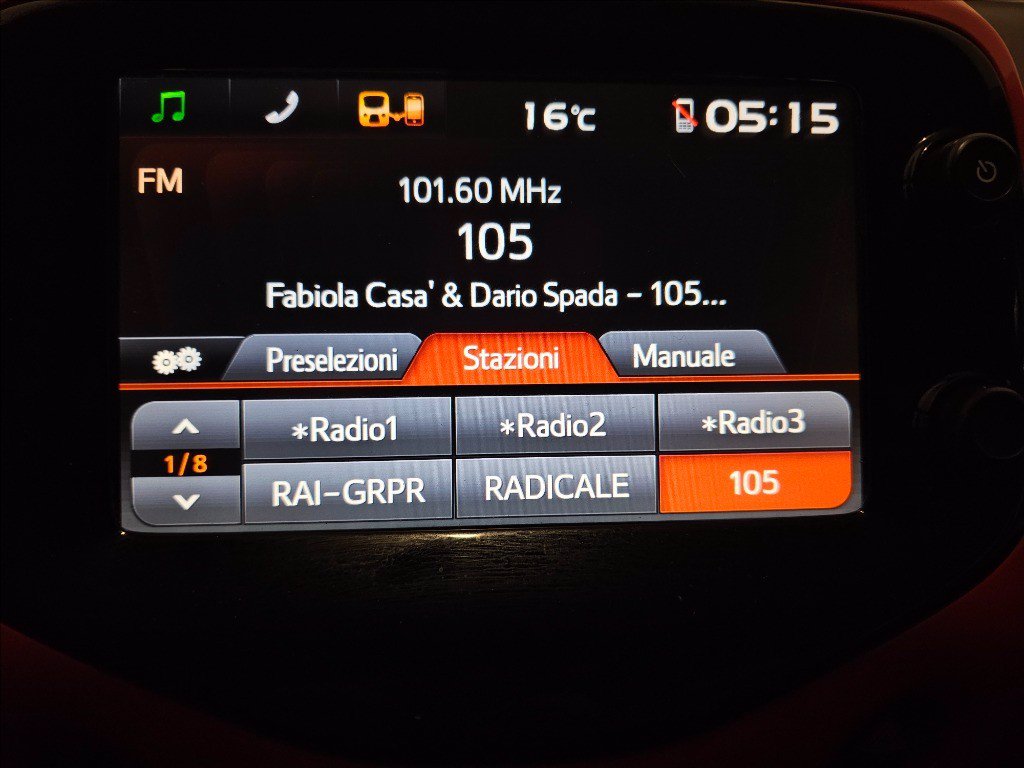 16°C 05:15
FM
101.60 MHz
105
Fabiola Casa' & Dario Spada - 105...
Preselezioni Stazioni Manuale
*Radio1 *Radio2 *Radio3
1/8
RAI-GRPR RADICALE 105